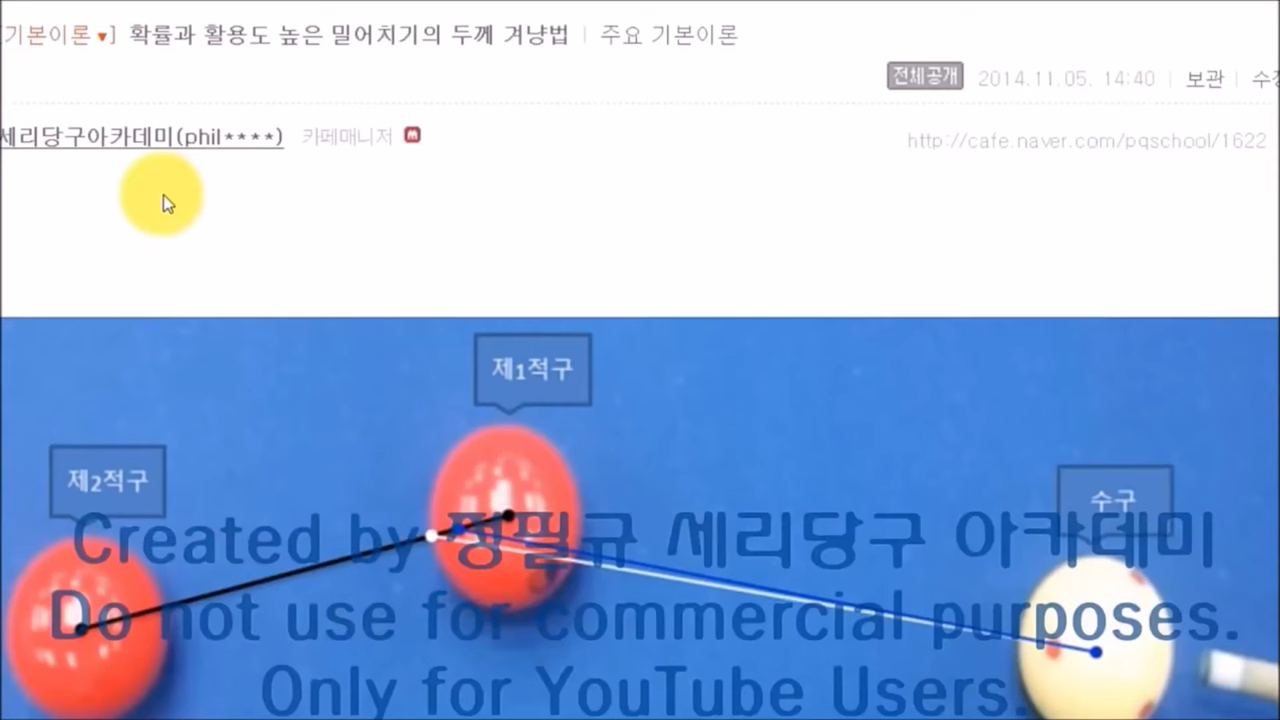 [기본이론 ▼] 확률과 활용도 높은 밀어치기의 두께 겨냥법 | 주요 기본이론
전체공개 2014.11.05. 14:40 | 보관 |
세리당구아카데미(phil****) 카페매니저
http://cafe.naver.com/pqschool/1622
제1적구
제2적구
수구
Created by 정필규 세리당구 아카데미
Do not use for commercial purposes.
Only for YouTube Users.